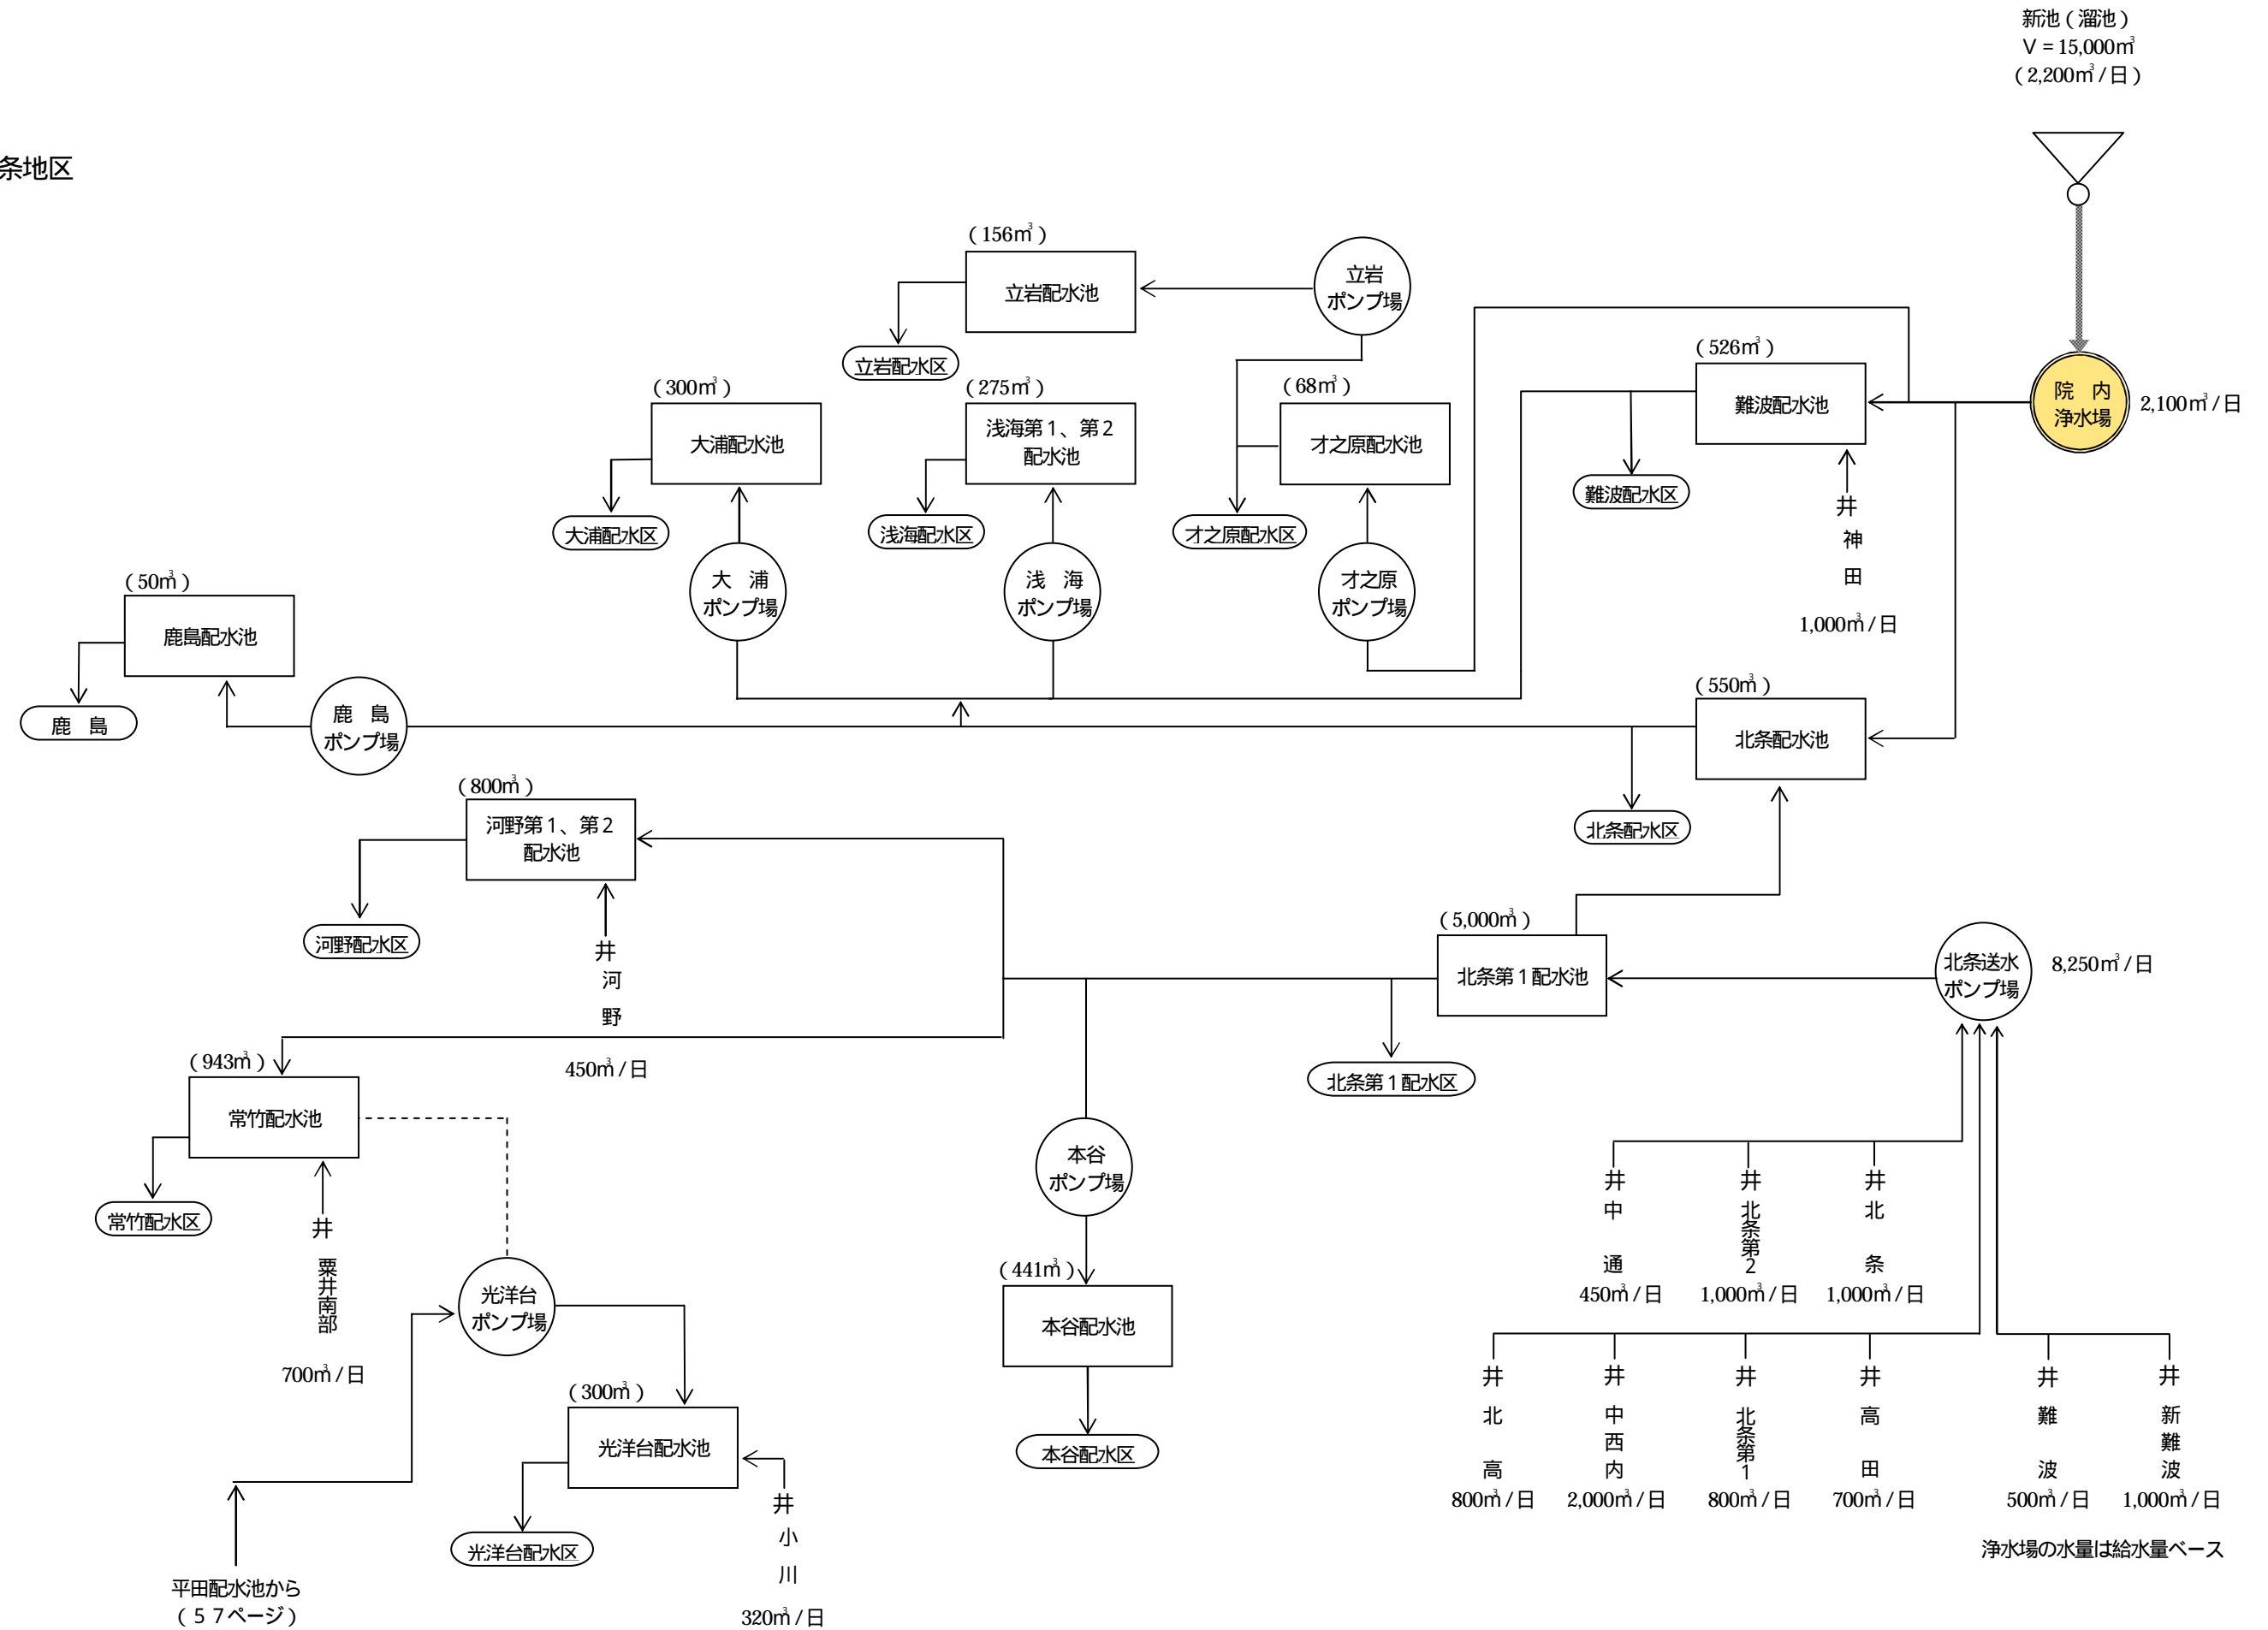 新池（溜池）
V = 15,000㎥
（2,200㎥/日）
条地区
（156㎥）
立岩配水池
立岩
ポンプ場
立岩配水区
（300㎥）
大浦配水池
大浦配水区
（275㎥）
浅海第1、第2
配水池
浅海配水区
（68㎥）
才之原配水池
才之原配水区
（526㎥）
難波配水池
難波配水区
院　内
浄水場
2,100㎥/日
井
神
田
1,000㎥/日
大　浦
ポンプ場
浅　海
ポンプ場
才之原
ポンプ場
（50㎥）
鹿島配水池
鹿　島
鹿　島
ポンプ場
（550㎥）
北条配水池
北条配水区
（800㎥）
河野第1、第2
配水池
河野配水区
井
河
野
450㎥/日
（5,000㎥）
北条第1配水池
北条第1配水区
北条送水
ポンプ場
8,250㎥/日
（943㎥）
常竹配水池
常竹配水区
井
粟井南部
700㎥/日
本谷
ポンプ場
（441㎥）
本谷配水池
本谷配水区
光洋台
ポンプ場
（300㎥）
光洋台配水池
光洋台配水区
井
小
川
320㎥/日
平田配水池から
（57ページ）
井
中
通
450㎥/日
井
北条第2
1,000㎥/日
井
北
条
1,000㎥/日
井
北
高
800㎥/日
井
中
西
内
2,000㎥/日
井
北条第1
800㎥/日
井
高
田
700㎥/日
井
難
波
500㎥/日
井
新
難
波
1,000㎥/日
浄水場の水量は給水量ベース